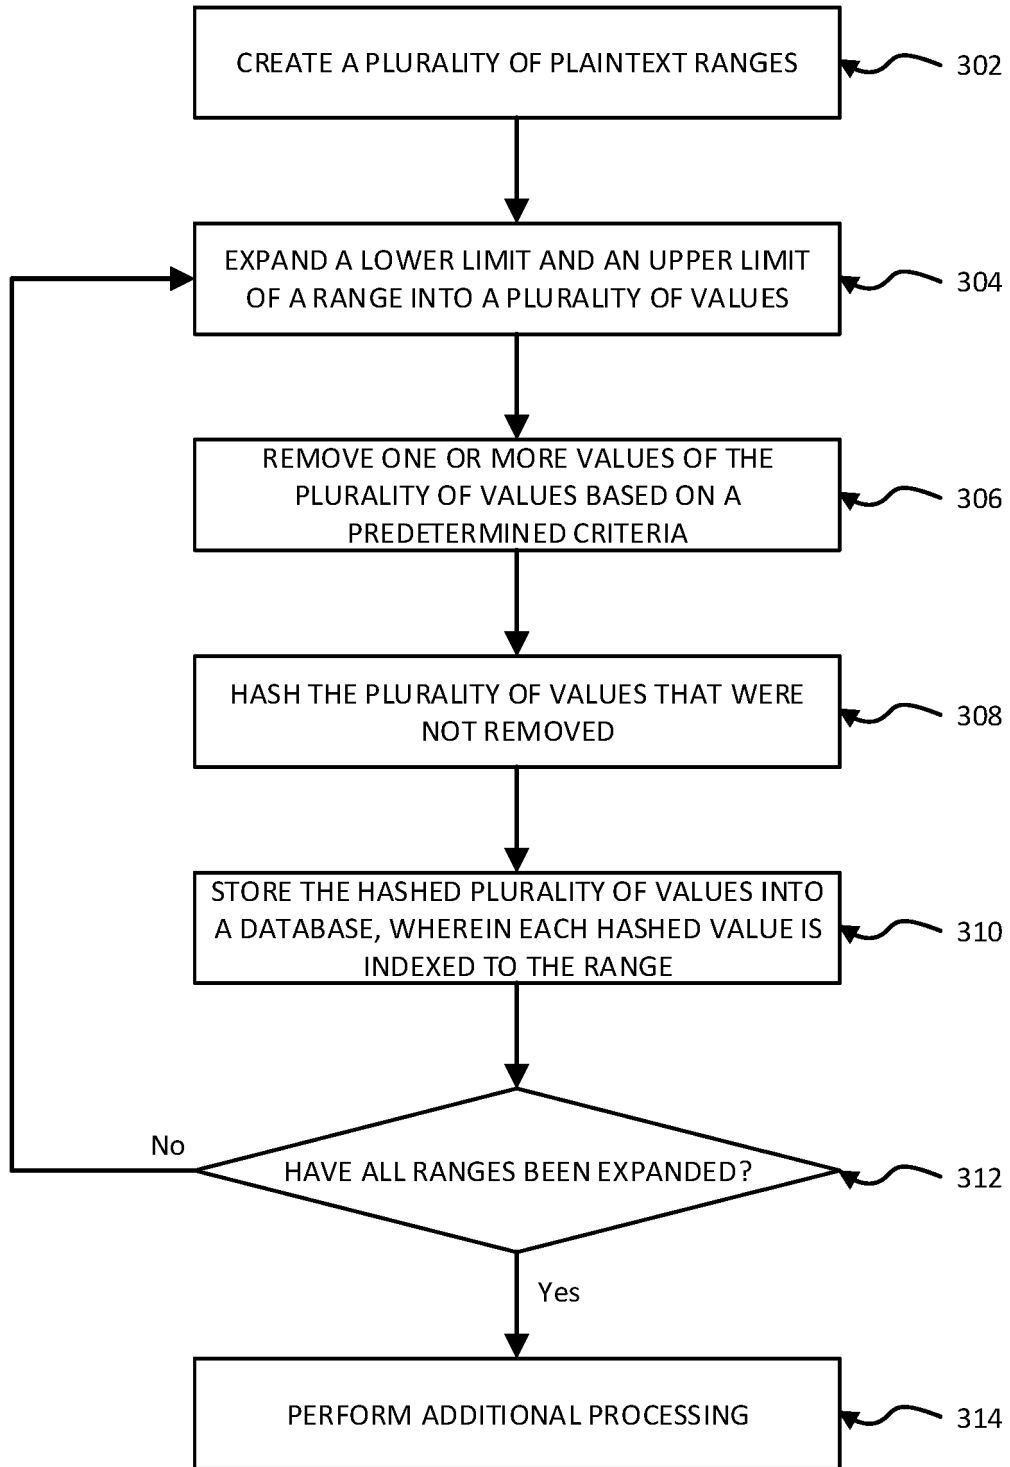 CREATE A PLURALITY OF PLAINTEXT RANGES
302
EXPAND A LOWER LIMIT AND AN UPPER LIMIT
OF A RANGE INTO A PLURALITY OF VALUES
304
REMOVE ONE OR MORE VALUES OF THE
PLURALITY OF VALUES BASED ON A
PREDETERMINED CRITERIA
306
HASH THE PLURALITY OF VALUES THAT WERE
NOT REMOVED
308
STORE THE HASHED PLURALITY OF VALUES INTO
A DATABASE, WHEREIN EACH HASHED VALUE IS
INDEXED TO THE RANGE
310
No
HAVE ALL RANGES BEEN EXPANDED?
312
Yes
PERFORM ADDITIONAL PROCESSING
314